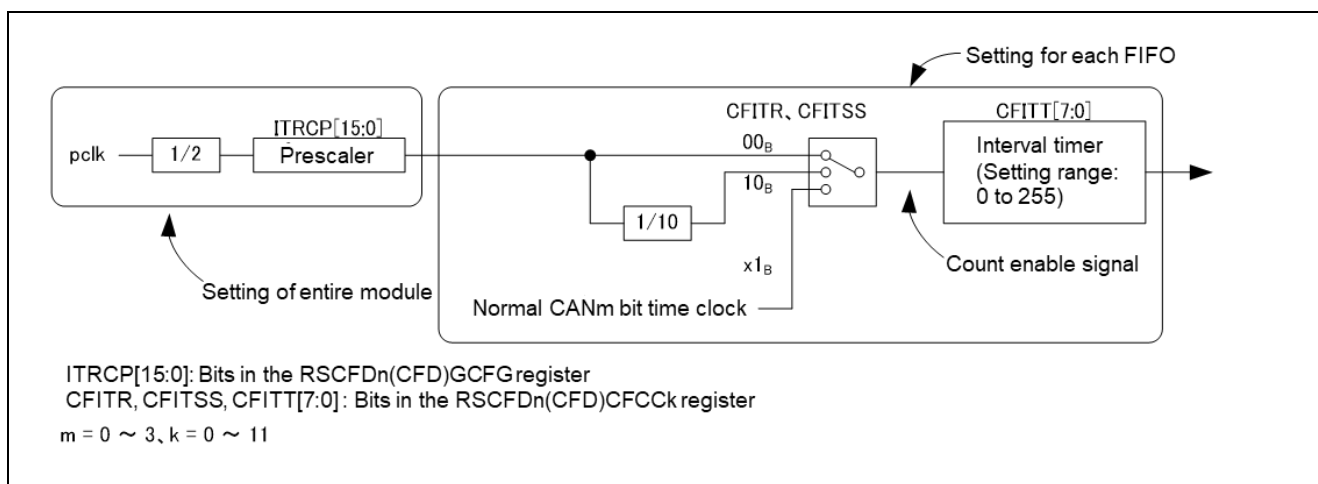 Setting for each FIFO
CFITR、CFITSS
CFITT[7:0]
ITRCP[15:0]
pclk
1/2
Prescaler
00B
10B
1/10
x1B
Interval timer
(Setting range:
0 to 255)
Count enable signal
Setting of entire module
Normal CANm bit time clock
ITRCP[15:0]: Bits in the RSCFDn(CFD)GCFG register
CFITR, CFITSS, CFITT[7:0] : Bits in the RSCFDn(CFD)CFCCk register
m = 0 ～ 3、k = 0 ～ 11